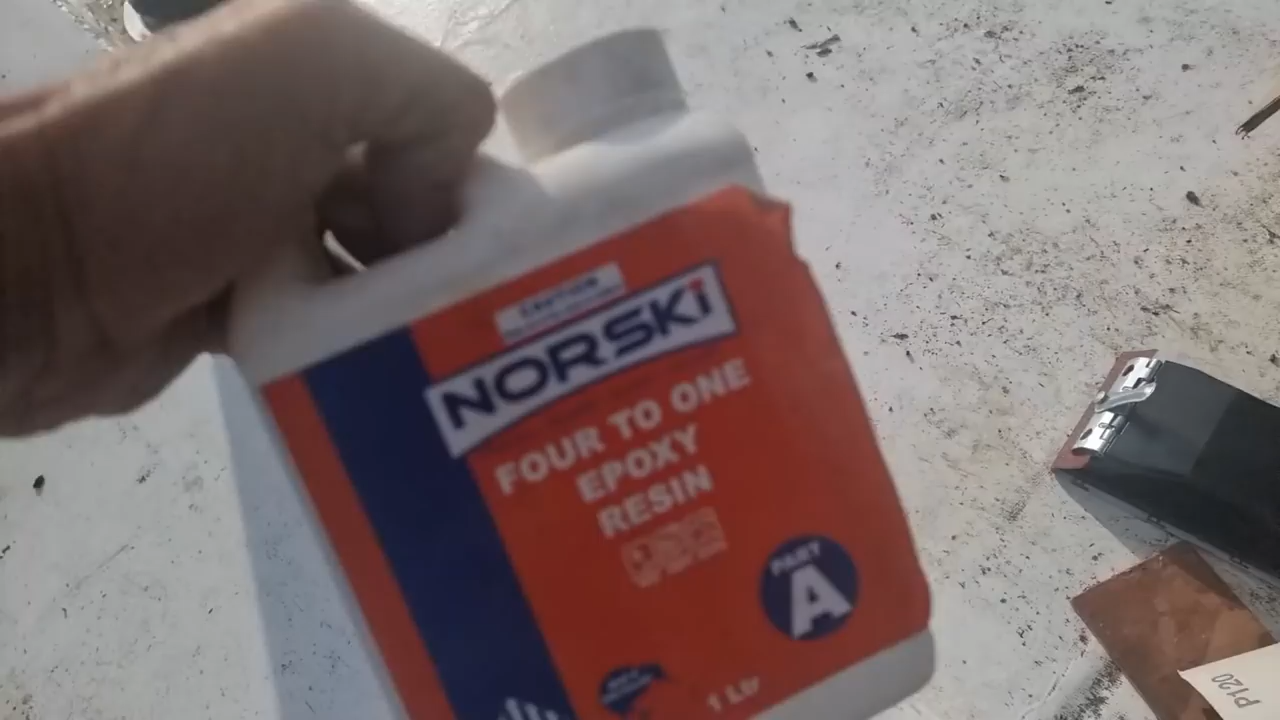 CAUTION
NORSKi
FOUR TO ONE
EPOXY
RESIN
PART
A
1 Ltr
P120